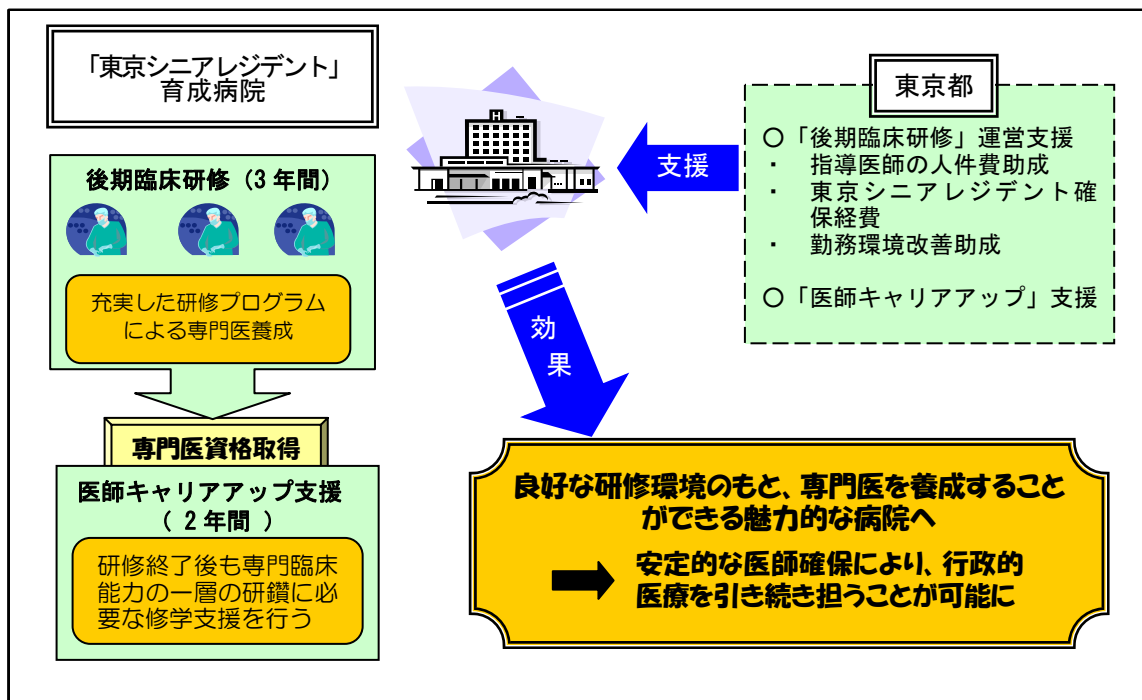 「東京シニアレジデント」
育成病院
後期臨床研修（3年間）
充実した研修プログラム
による専門医養成
専門医資格取得
医師キャリアアップ支援
（ 2年間 ）
研修終了後も専門臨床
能力の一層の研鑽に必
要な修学支援を行う
H
支援
東京都
○「後期臨床研修」運営支援
・ 指導医師の人件費助成
・ 東京シニアレジデント確
保経費
・ 勤務環境改善助成
○「医師キャリアアップ」支援
効
果
良好な研修環境のもと、専門医を養成すること
ができる魅力的な病院へ
安定的な医師確保により、行政的
医療を引き続き担うことが可能に